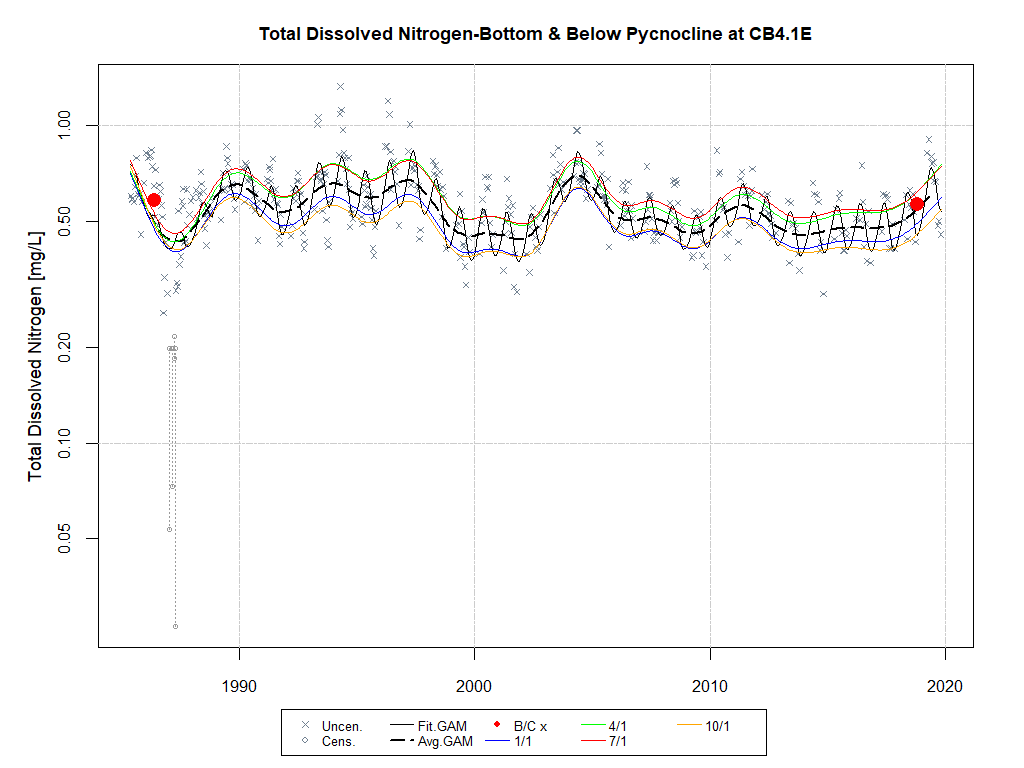 Total Dissolved Nitrogen-Bottom & Below Pycnocline at CB4.1E
Total Dissolved Nitrogen [mg/L]
1.00
0.50
0.20
0.10
0.05
1990 2000 2010 2020
Uncen. Fit.GAM B/C x 4/1 10/1
Cens. Avg.GAM 1/1 7/1